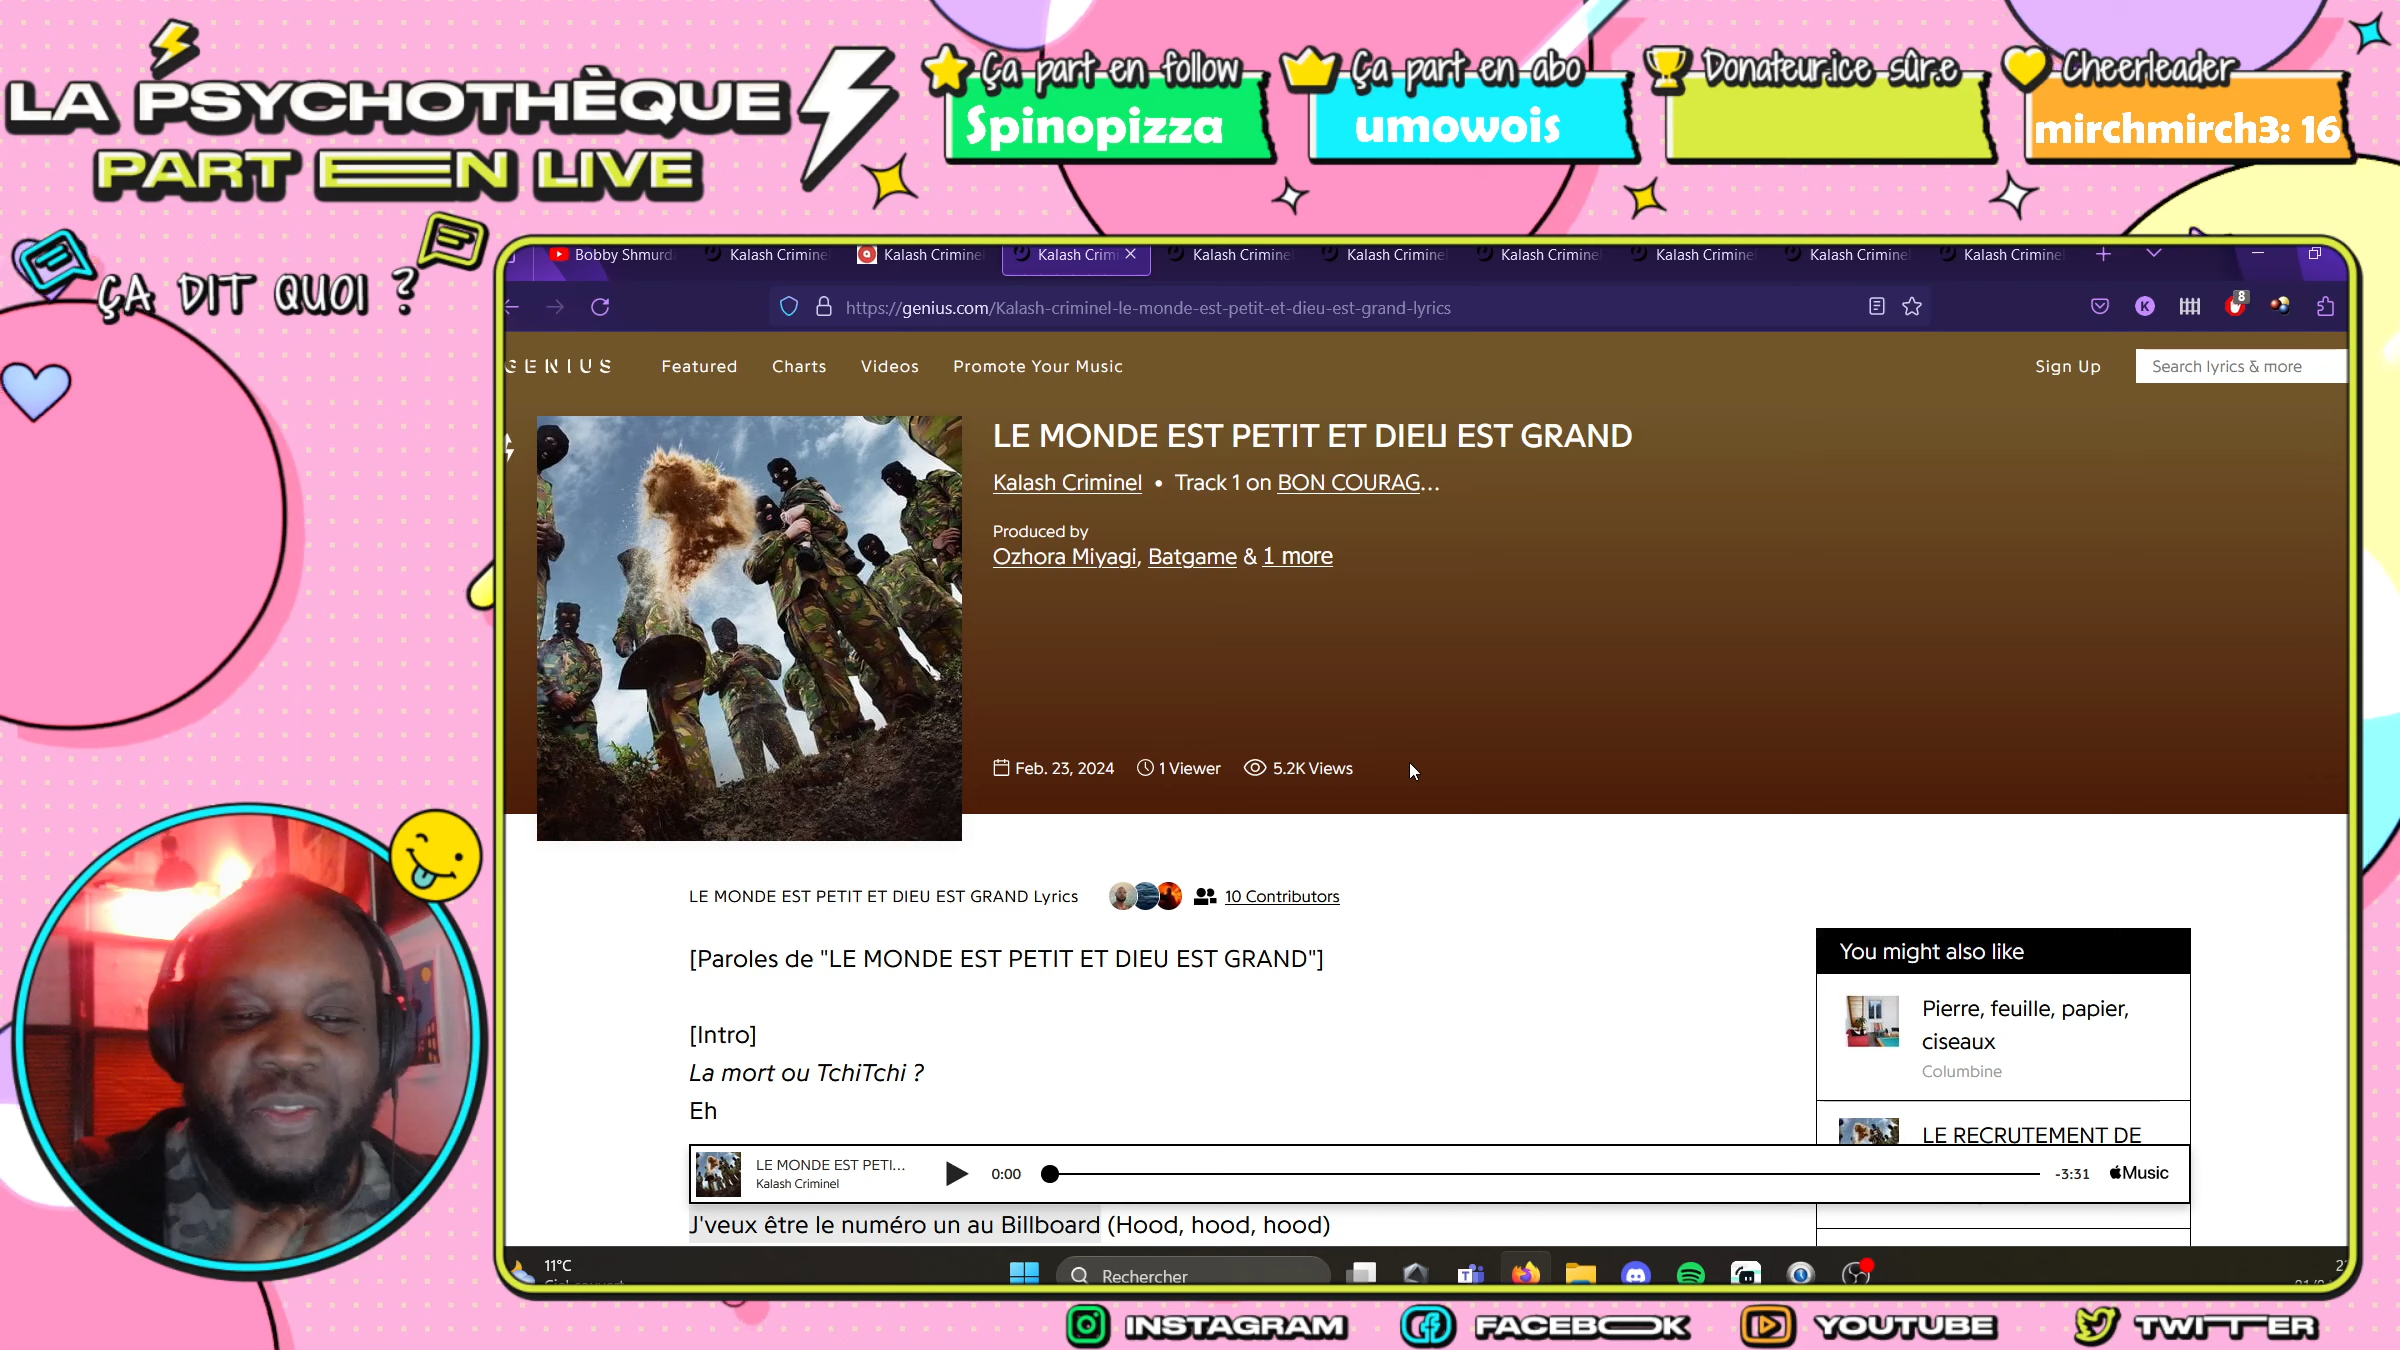 LA PSYCHOTHÈQUE
PART EN LIVE
Ça part en follow
Spinopizza
Ça part en abo
umowois
Donateur.ice sûr.e
Cheerleader
mirchmirch3: 16
ÇA DIT QUOI ?
Bobby Shmurd
Kalash Crimine
Kalash Crimine
Kalash Crim
Kalash Crimine
Kalash Crimine
Kalash Crimine
Kalash Crimine
Kalash Crimine
Kalash Crimine
https://genius.com/Kalash-criminel-le-monde-est-petit-et-dieu-est-grand-lyrics
K
8
GENIUS
Featured
Charts
Videos
Promote Your Music
Sign Up
Search lyrics & more
LE MONDE EST PETIT ET DIEU EST GRAND
Kalash Criminel • Track 1 on BON COURAG...
Produced by
Ozhora Miyagi, Batgame & 1 more
Feb. 23, 2024
1 Viewer
5.2K Views
LE MONDE EST PETIT ET DIEU EST GRAND Lyrics
10 Contributors
[Paroles de "LE MONDE EST PETIT ET DIEU EST GRAND"]
[Intro]
La mort ou TchiTchi ?
Eh
You might also like
Pierre, feuille, papier,
ciseaux
Columbine
LE RECRUTEMENT DE
LE MONDE EST PETI...
Kalash Criminel
0:00
-3:31
Music
J'veux être le numéro un au Billboard (Hood, hood, hood)
11°C
Rechercher
INSTAGRAM
FACEBOOK
YOUTUBE
TWITTER